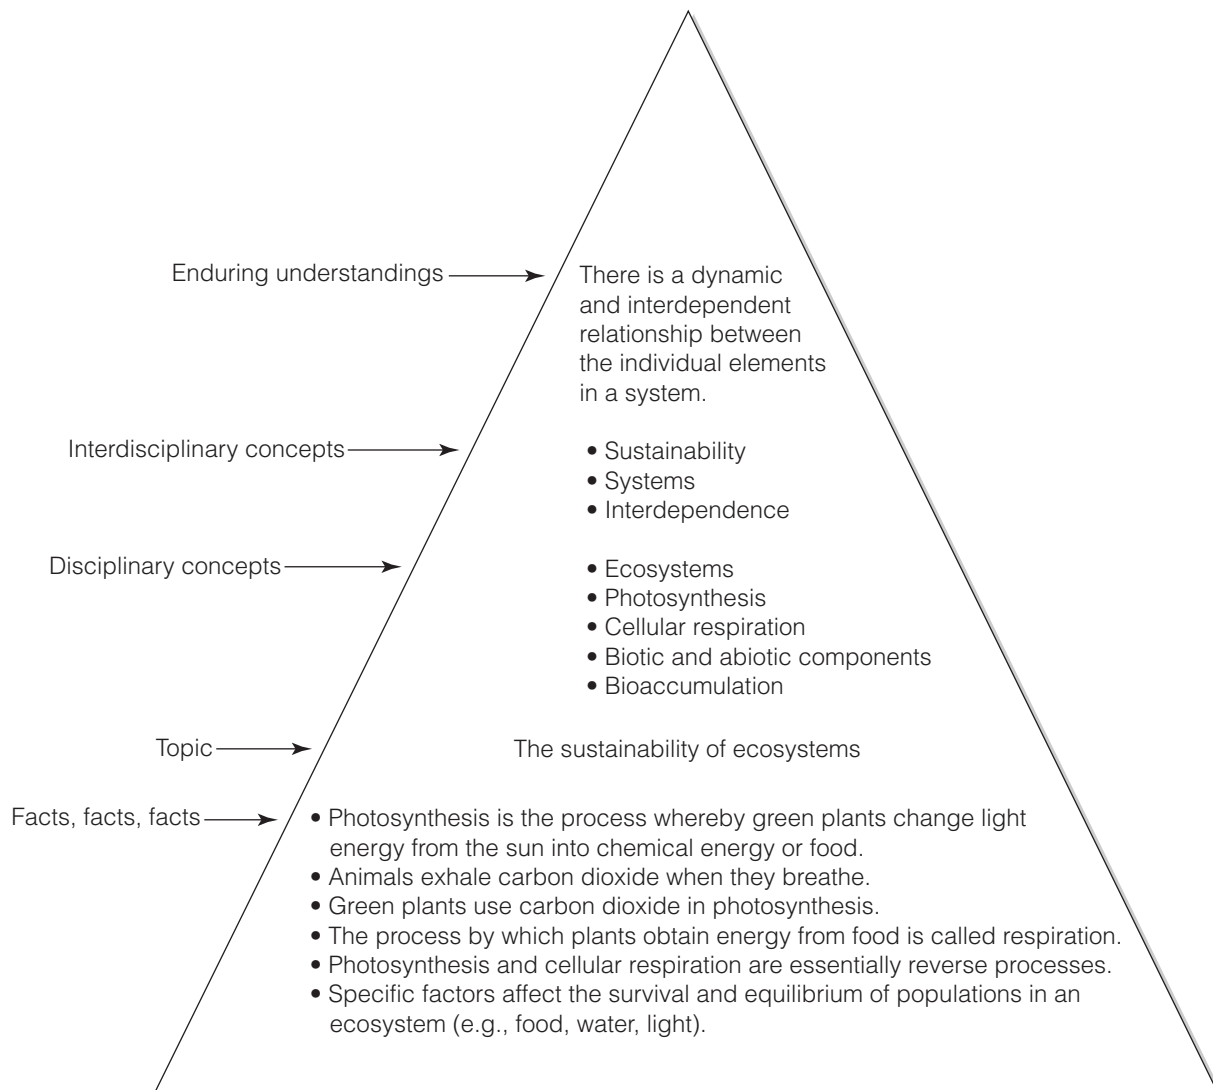 Enduring understandings
There is a dynamic
and interdependent
relationship between
the individual elements
in a system.
Interdisciplinary concepts
• Sustainability
• Systems
• Interdependence
Disciplinary concepts
• Ecosystems
• Photosynthesis
• Cellular respiration
• Biotic and abiotic components
• Bioaccumulation
Topic
The sustainability of ecosystems
Facts, facts, facts
• Photosynthesis is the process whereby green plants change light
energy from the sun into chemical energy or food.
• Animals exhale carbon dioxide when they breathe.
• Green plants use carbon dioxide in photosynthesis.
• The process by which plants obtain energy from food is called respiration.
• Photosynthesis and cellular respiration are essentially reverse processes.
• Specific factors affect the survival and equilibrium of populations in an
ecosystem (e.g., food, water, light).